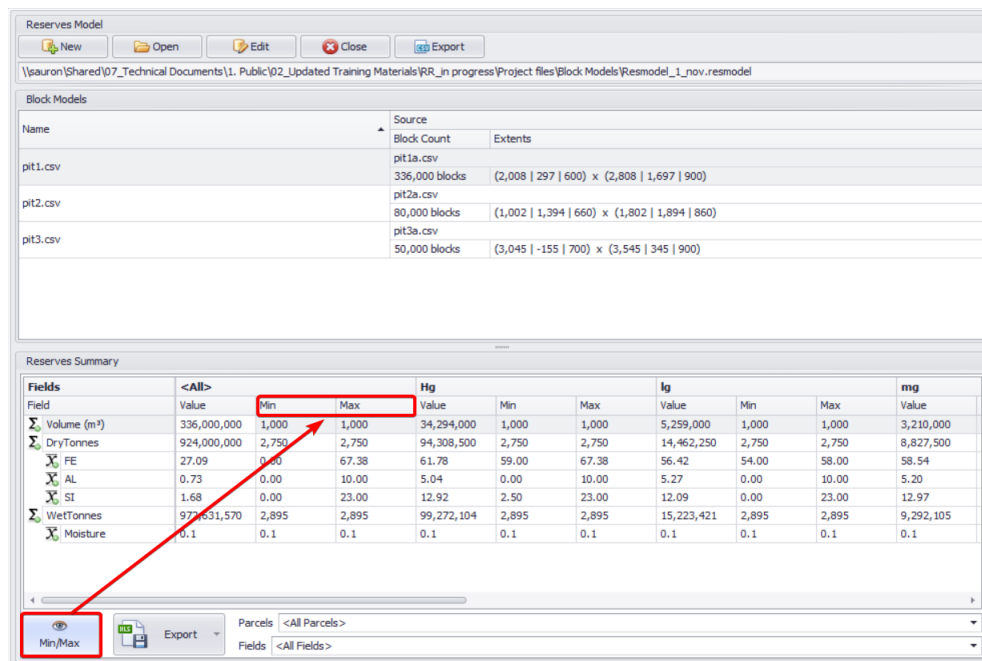 Reserves Model
New Open Edit Close Export
\\sauron\Shared\07_Technical Documents\1. Public\02_Updated Training Materials\RR_in progress\Project files\Block Models\Resmodel_1_nov.resmodel
Block Models
Name Source
Block Count Extents
pit1.csv pit1a.csv
336,000 blocks (2,008 | 297 | 600) x (2,808 | 1,697 | 900)
pit2.csv pit2a.csv
80,000 blocks (1,002 | 1,394 | 660) x (1,802 | 1,894 | 860)
pit3.csv pit3a.csv
50,000 blocks (3,045 | -155 | 700) x (3,545 | 345 | 900)
Reserves Summary
Fields <All> Hg lg mg
Field Value Min Max Value Min Max Value Min Max Value
Σ Volume (m³) 336,000,000 1,000 1,000 34,294,000 1,000 1,000 5,259,000 1,000 1,000 3,210,000
Σ DryTonnes 924,000,000 2,750 2,750 94,308,500 2,750 2,750 14,462,250 2,750 2,750 8,827,500
X̅ FE 27.09 0.00 67.38 61.78 59.00 67.38 56.42 54.00 58.00 58.54
X̅ AL 0.73 0.00 10.00 5.04 0.00 10.00 5.27 0.00 10.00 5.20
X̅ SI 1.68 0.00 23.00 12.92 2.50 23.00 12.09 0.00 23.00 12.97
Σ WetTonnes 972,631,570 2,895 2,895 99,272,104 2,895 2,895 15,223,421 2,895 2,895 9,292,105
X̅ Moisture 0.1 0.1 0.1 0.1 0.1 0.1 0.1 0.1 0.1 0.1
Min/Max XLS Export Parcels <All Parcels>
Fields <All Fields>